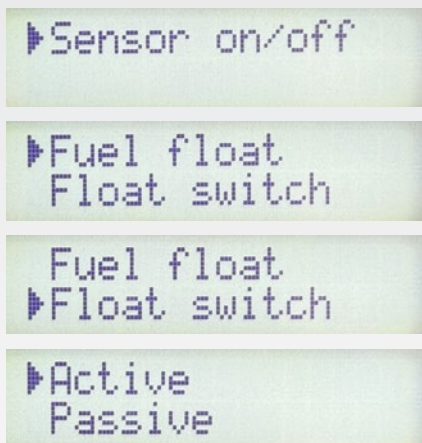 Sensor on/off
Fuel float
Float switch
Fuel float
Float switch
Active
Passive